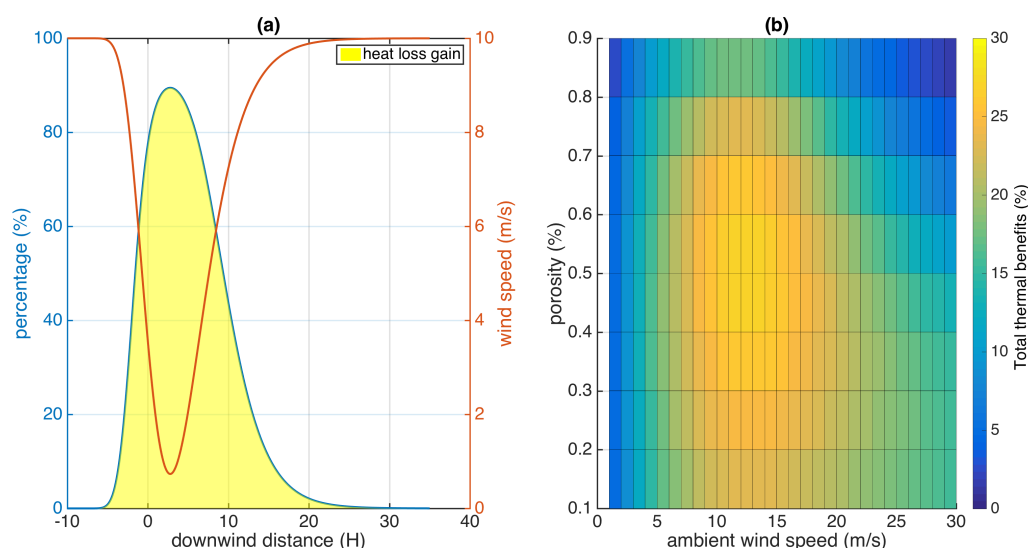 (a)
heat loss gain
percentage (%)
100
80
60
40
20
0
wind speed (m/s)
10
8
6
4
2
0
-10 0 10 20 30 40
downwind distance (H)
(b)
porosity (%)
0.9
0.8
0.7
0.6
0.5
0.4
0.3
0.2
0.1
0 5 10 15 20 25 30
ambient wind speed (m/s)
30
25
20
15
10
5
0
Total thermal benefits (%)